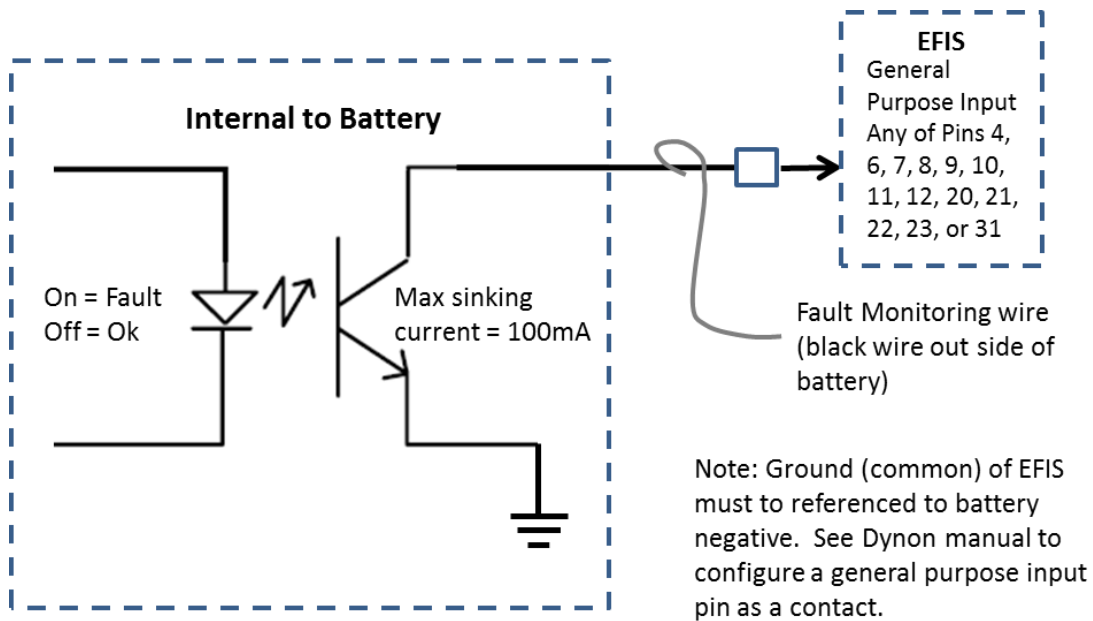 EFIS
General
Purpose Input
Any of Pins 4,
6, 7, 8, 9, 10,
11, 12, 20, 21,
22, 23, or 31
Internal to Battery
On = Fault
Off = Ok
Max sinking
current = 100mA
Fault Monitoring wire
(black wire out side of
battery)
Note: Ground (common) of EFIS
must to referenced to battery
negative.  See Dynon manual to
configure a general purpose input
pin as a contact.